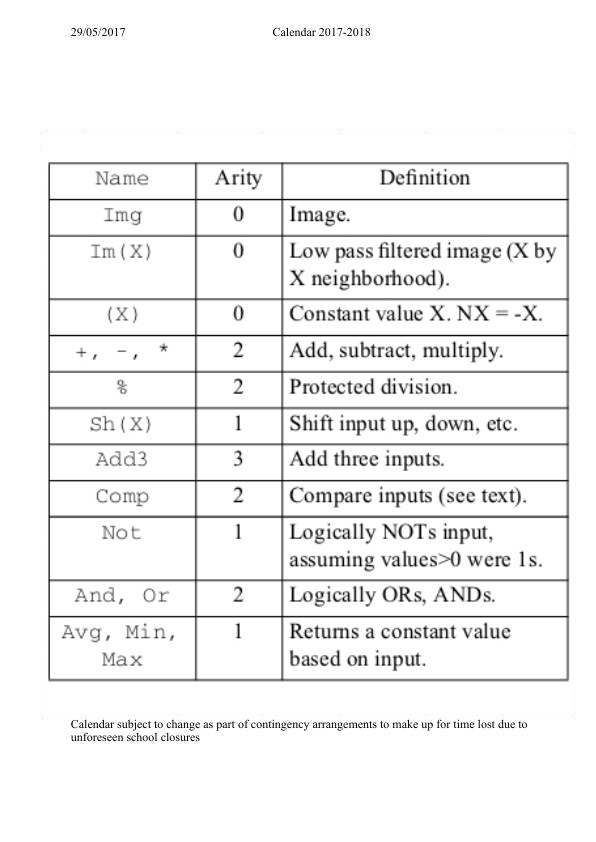 29/05/2017 Calendar 2017-2018
Name Arity Definition
Img 0 Image.
Im(X) 0 Low pass filtered image (X by
X neighborhood).
(X) 0 Constant value X. NX = -X.
+, -, * 2 Add, subtract, multiply.
% 2 Protected division.
Sh(X) 1 Shift input up, down, etc.
Add3 3 Add three inputs.
Comp 2 Compare inputs (see text).
Not 1 Logically NOTs input,
assuming values>0 were 1s.
And, Or 2 Logically ORs, ANDs.
Avg, Min, 1 Returns a constant value
Max based on input.
Calendar subject to change as part of contingency arrangements to make up for time lost due to
unforeseen school closures